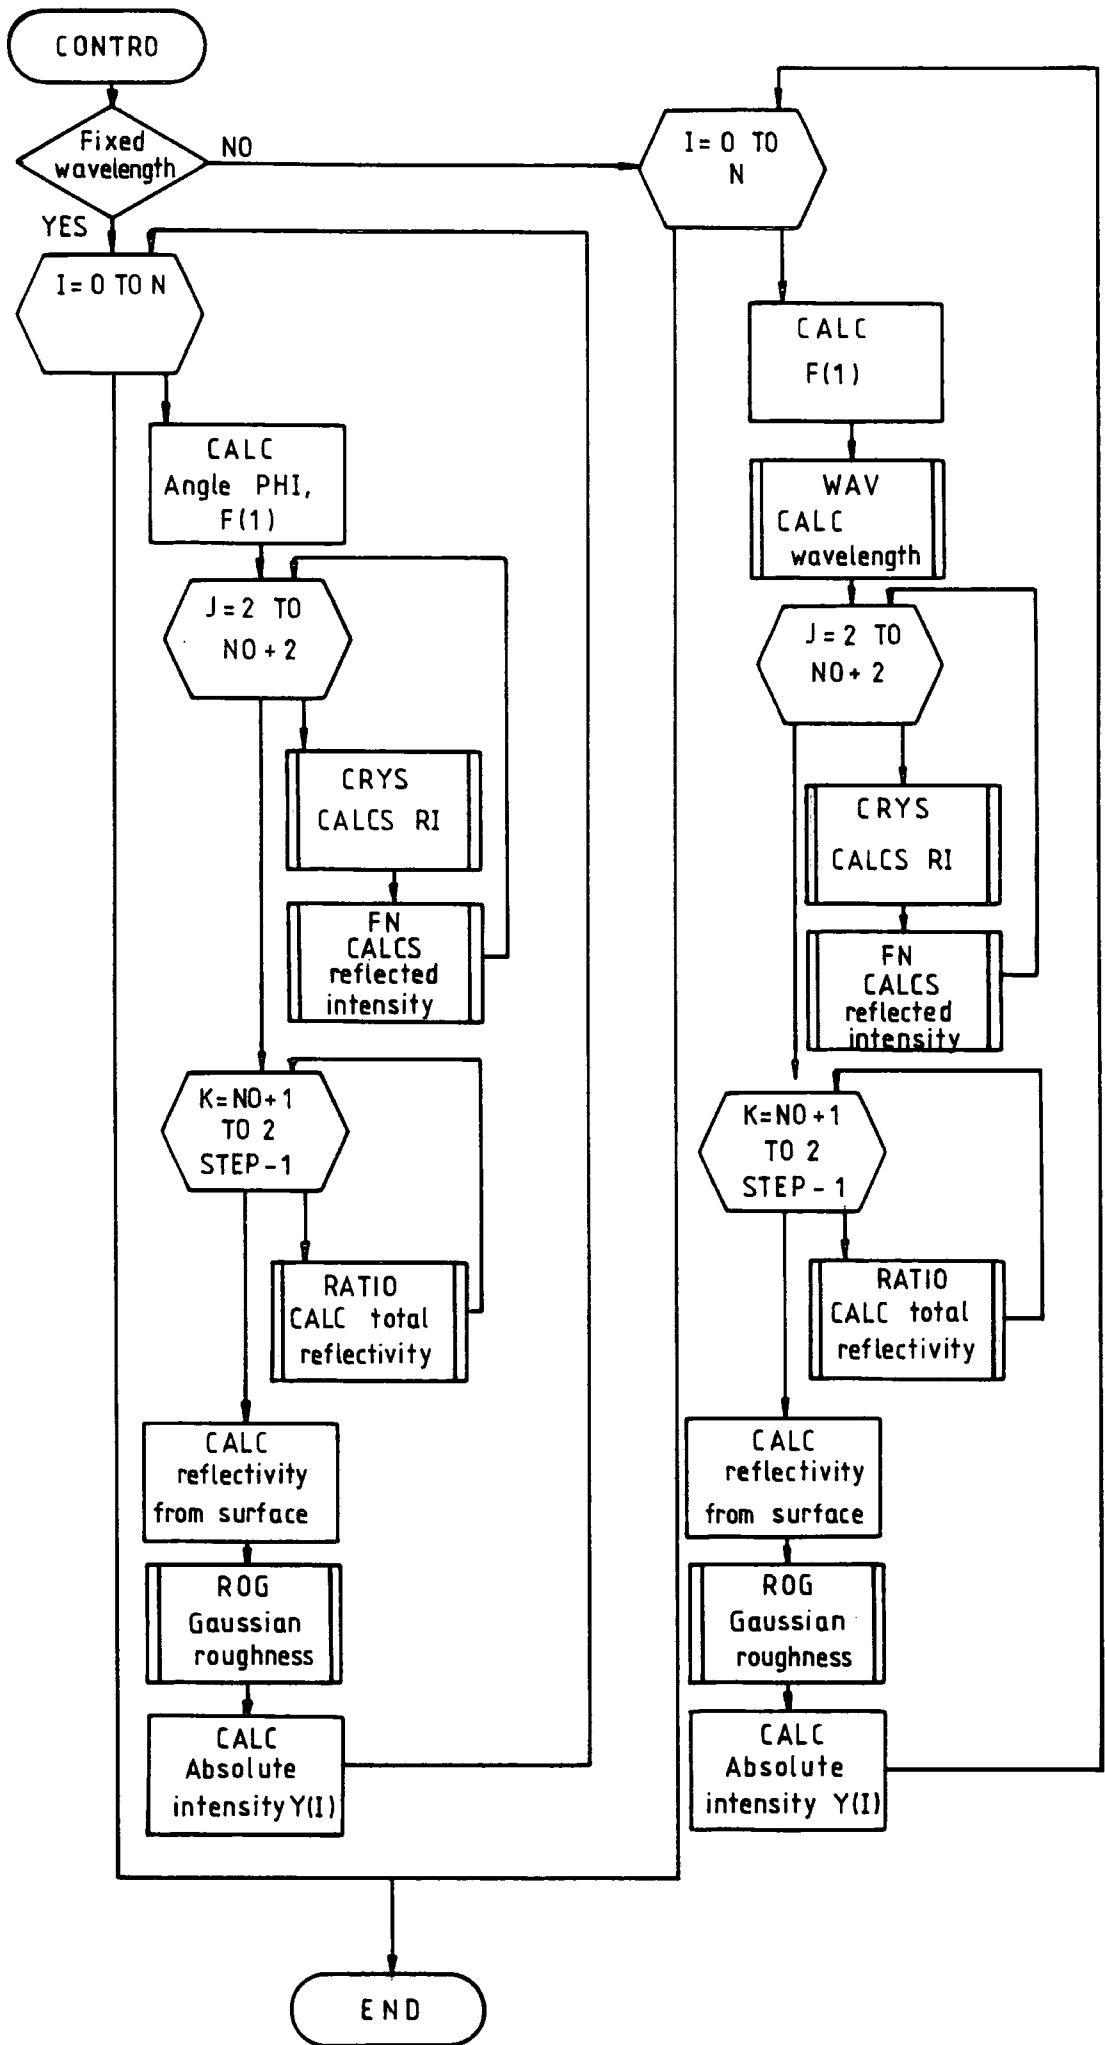 CONTRO
Fixed
wavelength
NO
YES
I = 0 TO N
CALC
Angle PHI,
F(1)
J = 2 TO
NO + 2
CRYS
CALCS RI
FN
CALCS
reflected
intensity
K = NO + 1
TO 2
STEP - 1
RATIO
CALC total
reflectivity
CALC
reflectivity
from surface
ROG
Gaussian
roughness
CALC
Absolute
intensity Y(I)
I = 0 TO
N
CALC
F(1)
WAV
CALC
wavelength
J = 2 TO
NO + 2
CRYS
CALCS RI
FN
CALCS
reflected
intensity
K = NO + 1
TO 2
STEP - 1
RATIO
CALC total
reflectivity
CALC
reflectivity
from surface
ROG
Gaussian
roughness
CALC
Absolute
intensity Y(I)
END